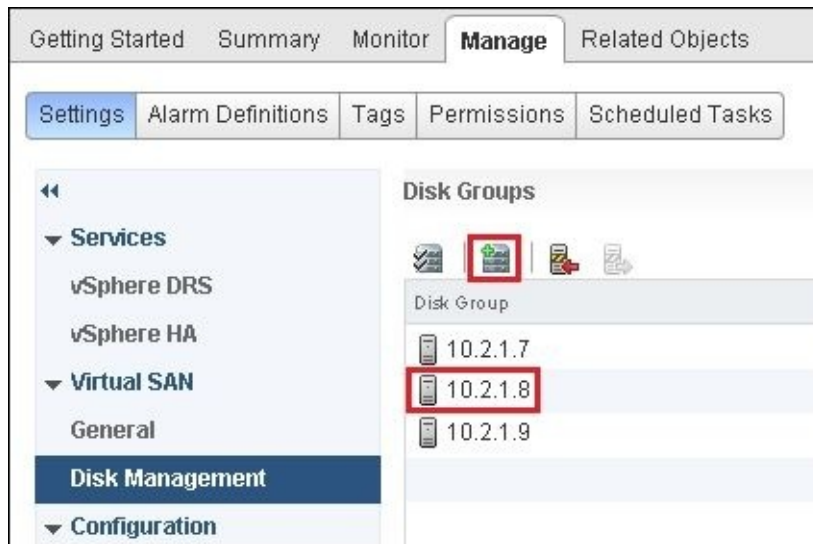 Getting Started Summary Monitor Manage Related Objects
Settings Alarm Definitions Tags Permissions Scheduled Tasks
Services
vSphere DRS
vSphere HA
Virtual SAN
General
Disk Management
Configuration
Disk Groups
Disk Group
10.2.1.7
10.2.1.8
10.2.1.9